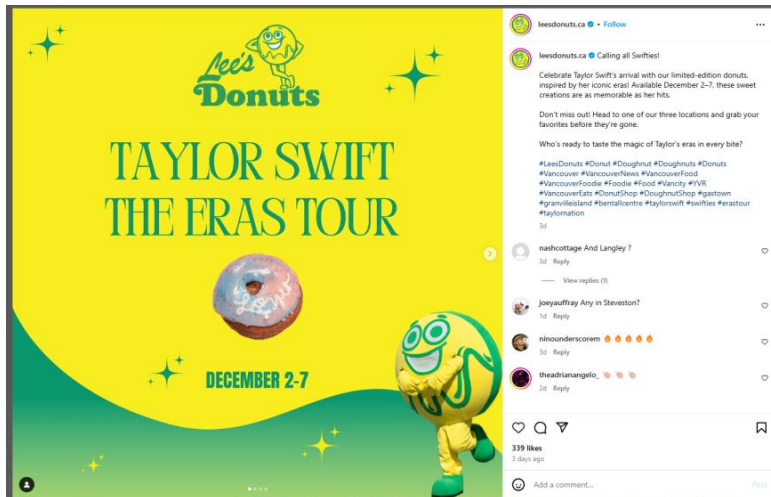 Lee's
Donuts
TAYLOR SWIFT
THE ERAS TOUR
Lover
DECEMBER 2-7
leesdonuts.ca • Follow
leesdonuts.ca Calling all Swifties!
Celebrate Taylor Swift's arrival with our limited-edition donuts,
inspired by her iconic eras! Available December 2–7, these sweet
creations are as memorable as her hits.
Don't miss out! Head to one of our three locations and grab your
favorites before they're gone.
Who's ready to taste the magic of Taylor's eras in every bite?
#LeesDonuts #Donut #Doughnut #Doughnuts #Donuts
#Vancouver #VancouverNews #VancouverFood
#VancouverFoodie #Foodie #Food #Vancity #YVR
#VancouverEats #DonutShop #DoughnutShop #gastown
#granvilleisland #bentallcentre #taylorswift #swifties #erastour
#taylornation
3d
nashcottage And Langley ?
3d Reply
View replies (1)
joeyauffray Any in Steveston?
1d Reply
ninounderscorem 🔥🔥🔥🔥🔥
3d Reply
theadrianangelo_ 👏🏼👏🏼👏🏼
2d Reply
339 likes
3 days ago
Add a comment...
Post